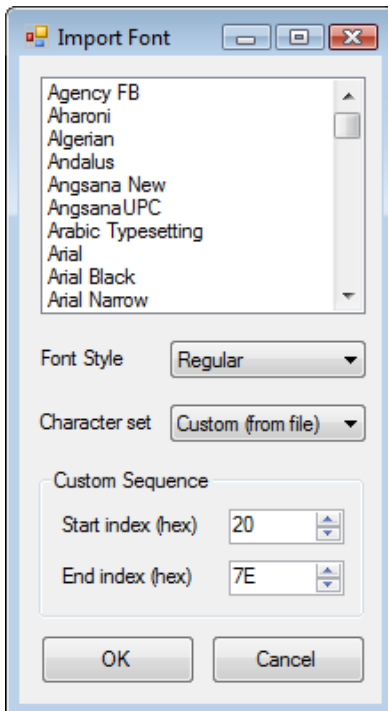 Import Font
Agency FB
Aharoni
Algerian
Andalus
Angsana New
AngsanaUPC
Arabic Typesetting
Arial
Arial Black
Arial Narrow
Font Style Regular
Character set Custom (from file)
Custom Sequence
Start index (hex) 20
End index (hex) 7E
OK Cancel